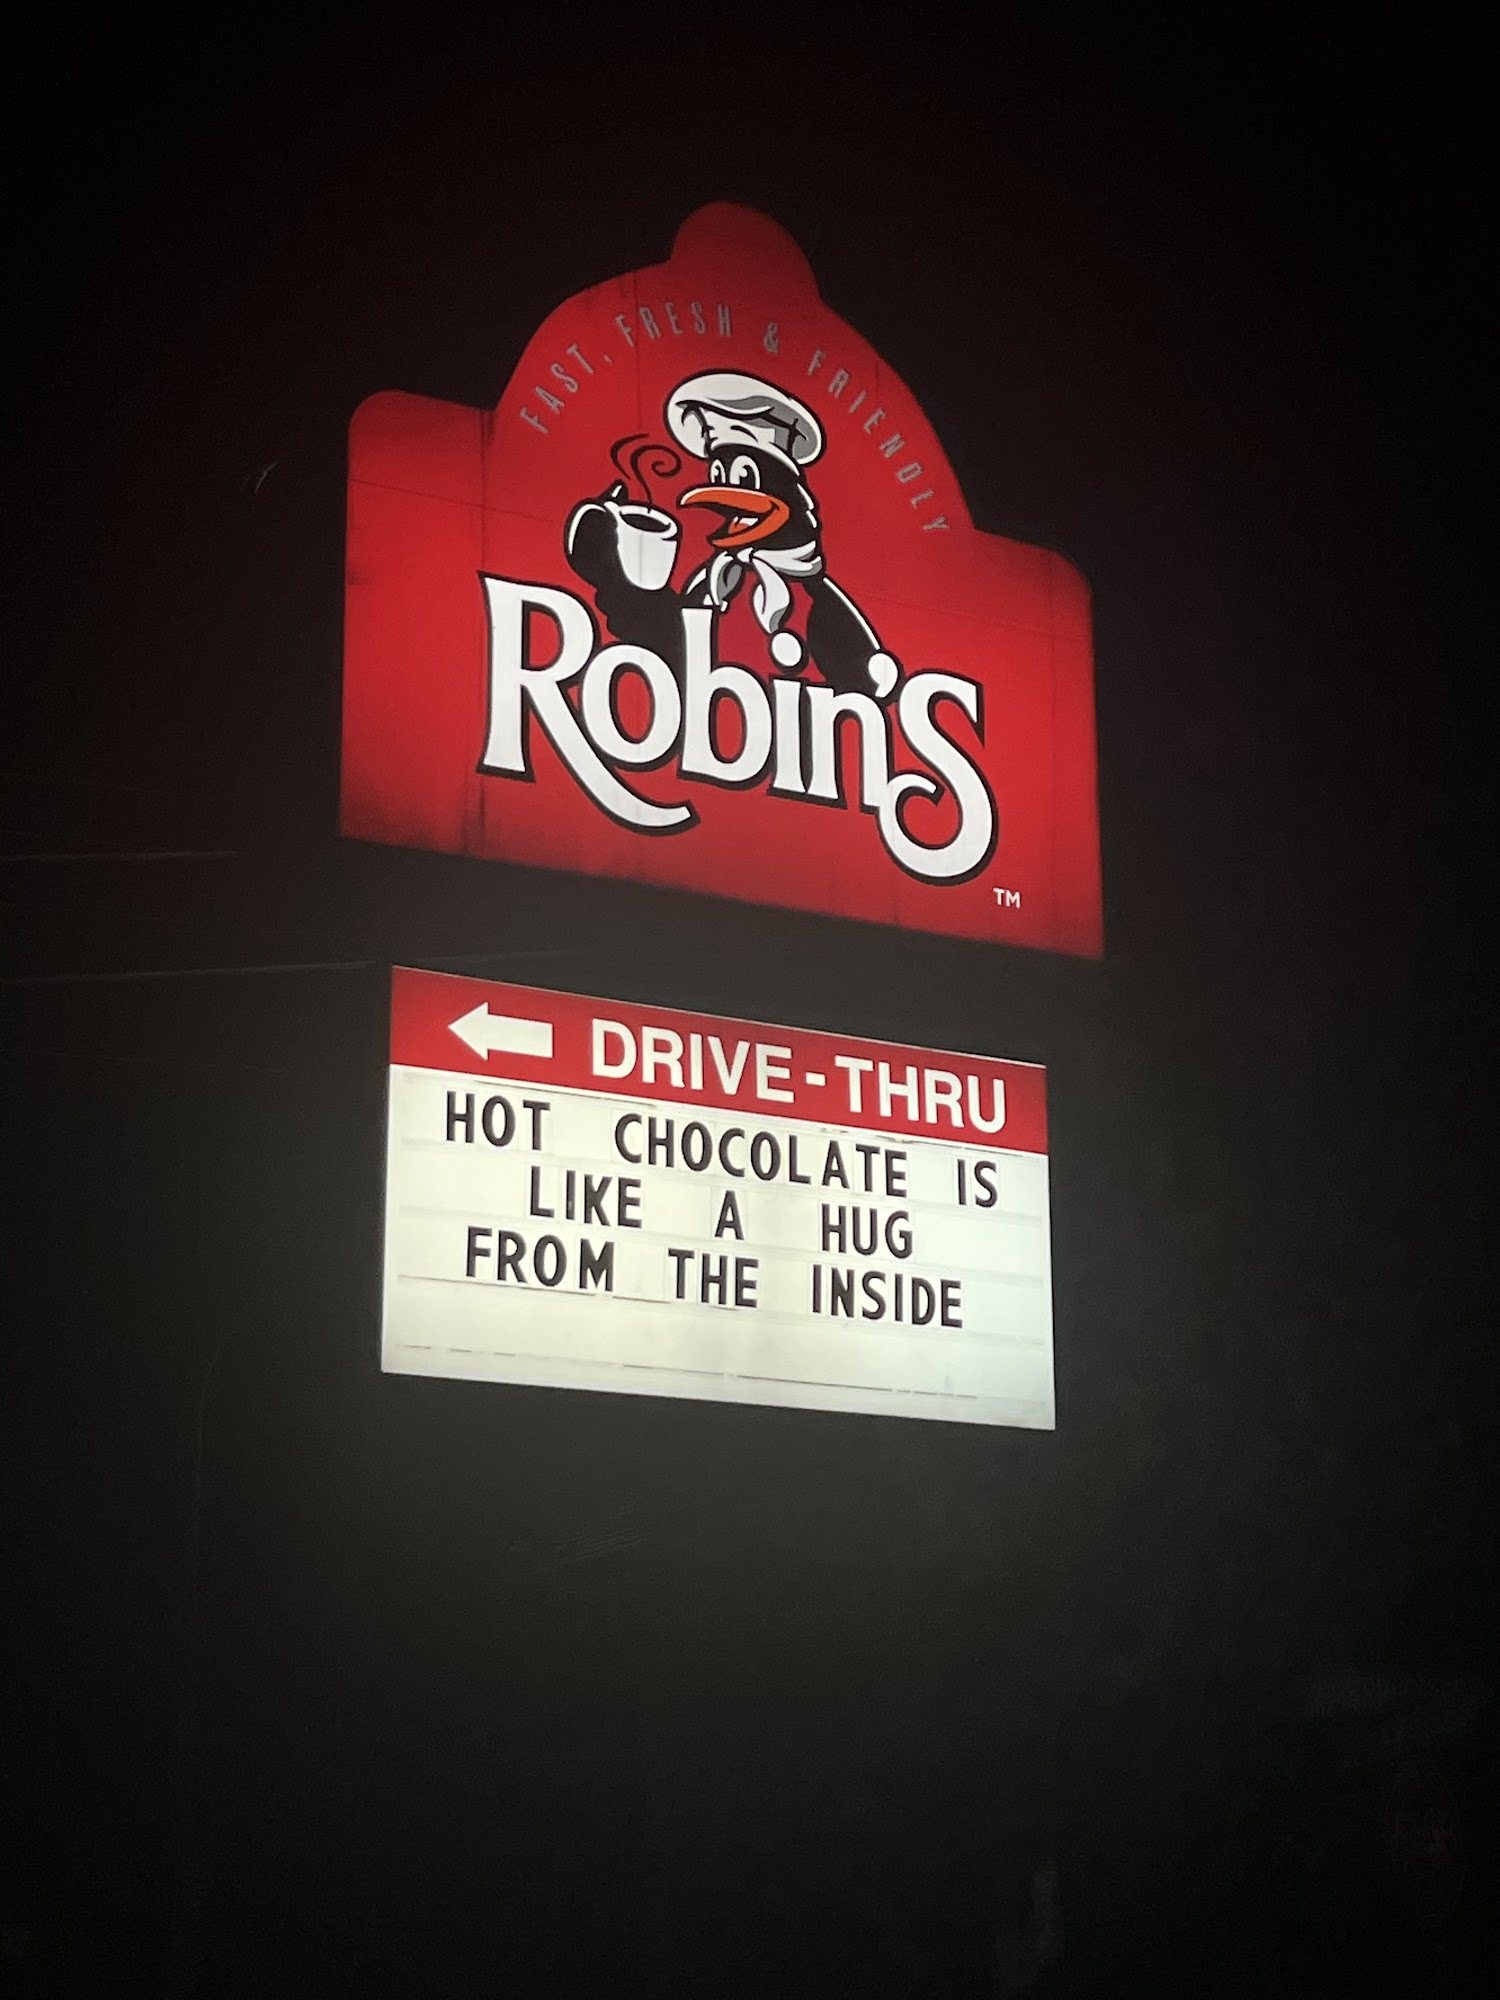 FAST, FRESH & FRIENDLY
Robin's
TM
DRIVE-THRU
HOT CHOCOLATE IS
LIKE A HUG
FROM THE INSIDE